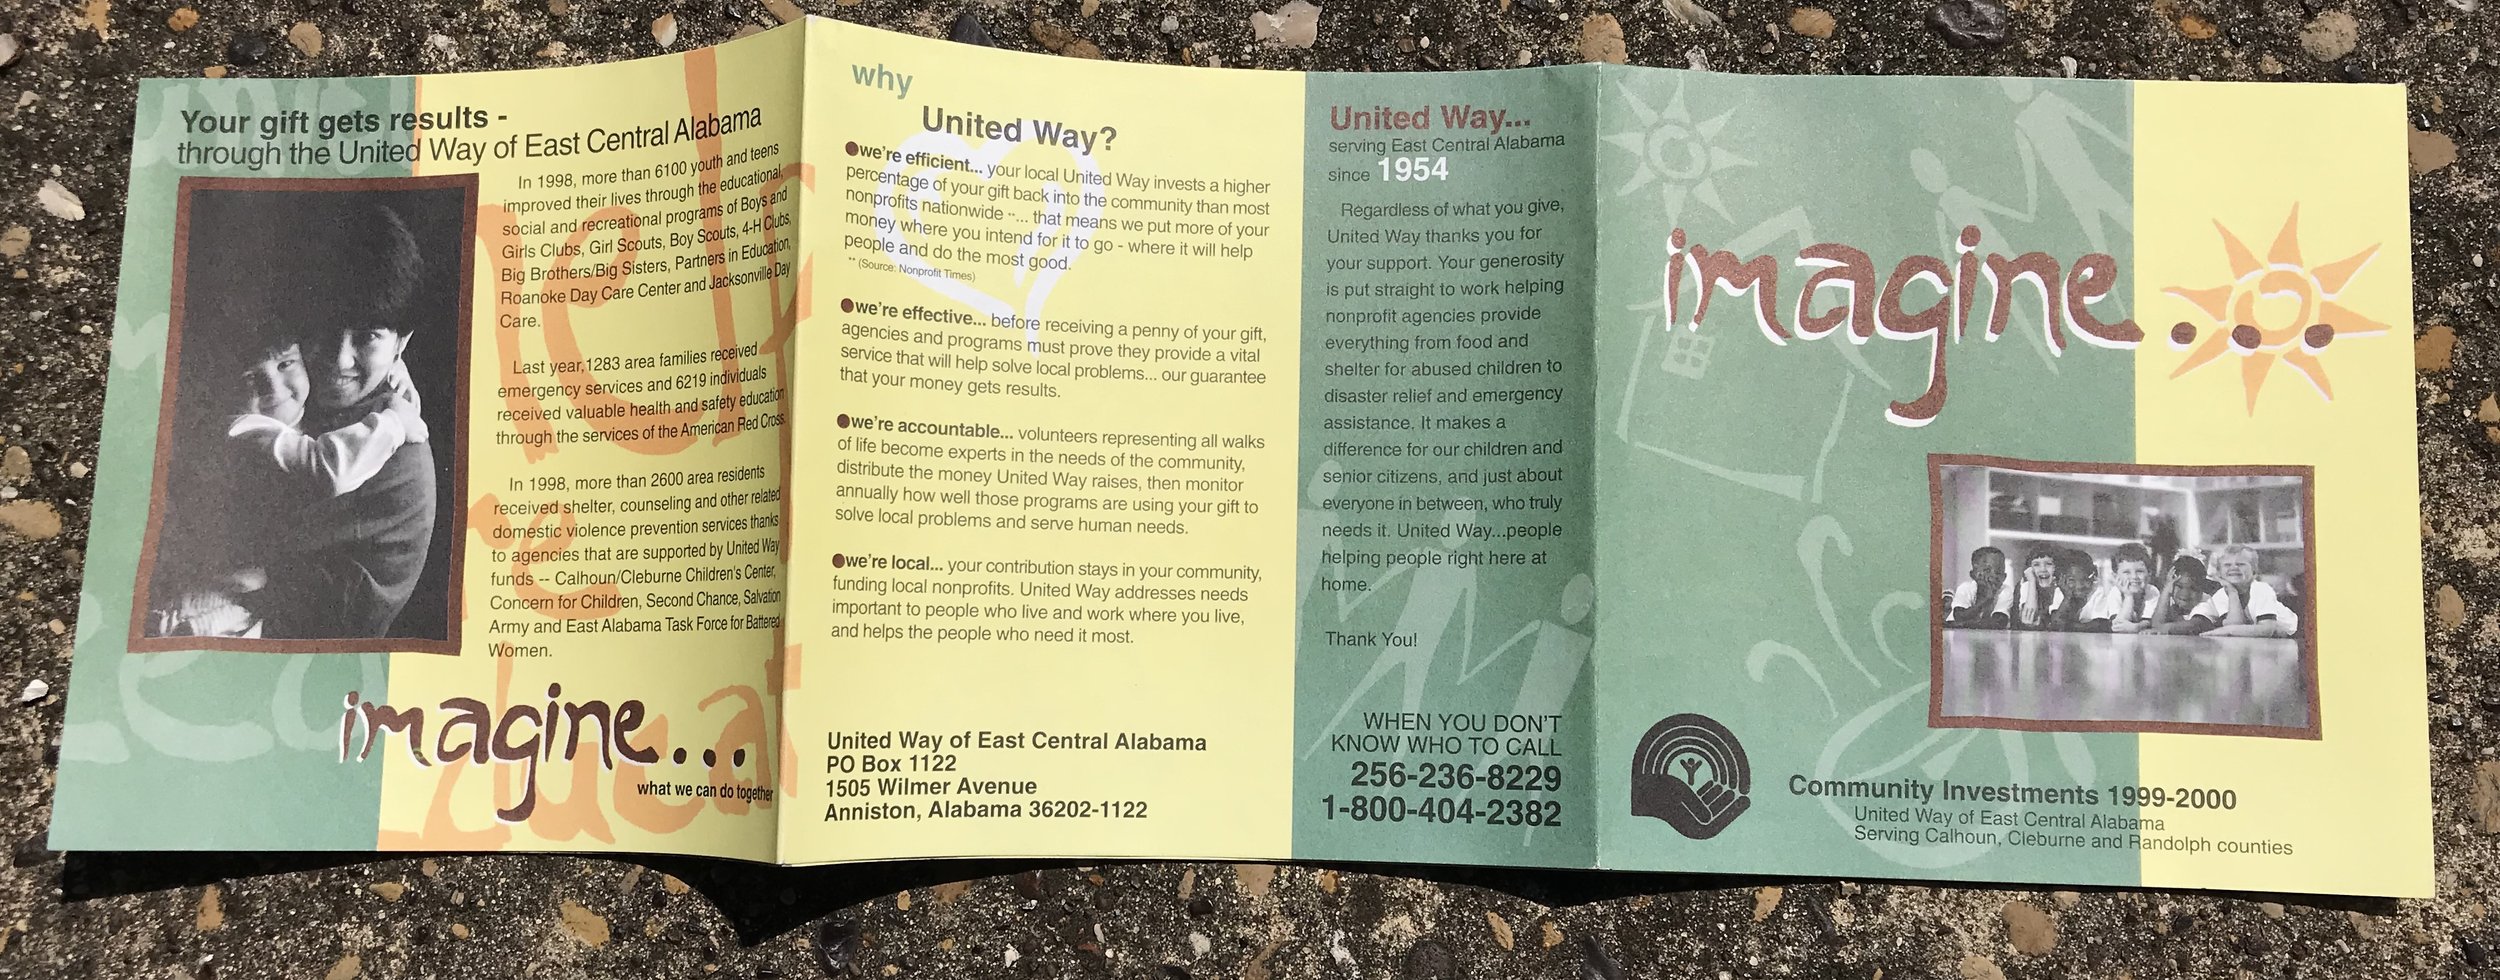 Your gift gets results -
through the United Way of East Central Alabama
In 1998, more than 6100 youth and teens
improved their lives through the educational,
social and recreational programs of Boys and
Girls Clubs, Girl Scouts, Boy Scouts, 4-H Clubs,
Big Brothers/Big Sisters, Partners in Education,
Roanoke Day Care Center and Jacksonville Day
Care.
Last year,1283 area families received
emergency services and 6219 individuals
received valuable health and safety education
through the services of the American Red Cross.
In 1998, more than 2600 area residents
received shelter, counseling and other related
domestic violence prevention services thanks
to agencies that are supported by United Way
funds -- Calhoun/Cleburne Children's Center,
Concern for Children, Second Chance, Salvation
Army and East Alabama Task Force for Battered
Women.
imagine...
what we can do together
why
United Way?
●we're efficient... your local United Way invests a higher
percentage of your gift back into the community than most
nonprofits nationwide **... that means we put more of your
money where you intend for it to go - where it will help
people and do the most good.
** (Source: Nonprofit Times)
●we're effective... before receiving a penny of your gift,
agencies and programs must prove they provide a vital
service that will help solve local problems... our guarantee
that your money gets results.
●we're accountable... volunteers representing all walks
of life become experts in the needs of the community,
distribute the money United Way raises, then monitor
annually how well those programs are using your gift to
solve local problems and serve human needs.
●we're local... your contribution stays in your community,
funding local nonprofits. United Way addresses needs
important to people who live and work where you live,
and helps the people who need it most.
United Way of East Central Alabama
PO Box 1122
1505 Wilmer Avenue
Anniston, Alabama 36202-1122
United Way...
serving East Central Alabama
since 1954
Regardless of what you give,
United Way thanks you for
your support. Your generosity
is put straight to work helping
nonprofit agencies provide
everything from food and
shelter for abused children to
disaster relief and emergency
assistance. It makes a
difference for our children and
senior citizens, and just about
everyone in between, who truly
needs it. United Way...people
helping people right here at
home.
Thank You!
WHEN YOU DON'T
KNOW WHO TO CALL
256-236-8229
1-800-404-2382
imagine...
Community Investments 1999-2000
United Way of East Central Alabama
Serving Calhoun, Cleburne and Randolph counties